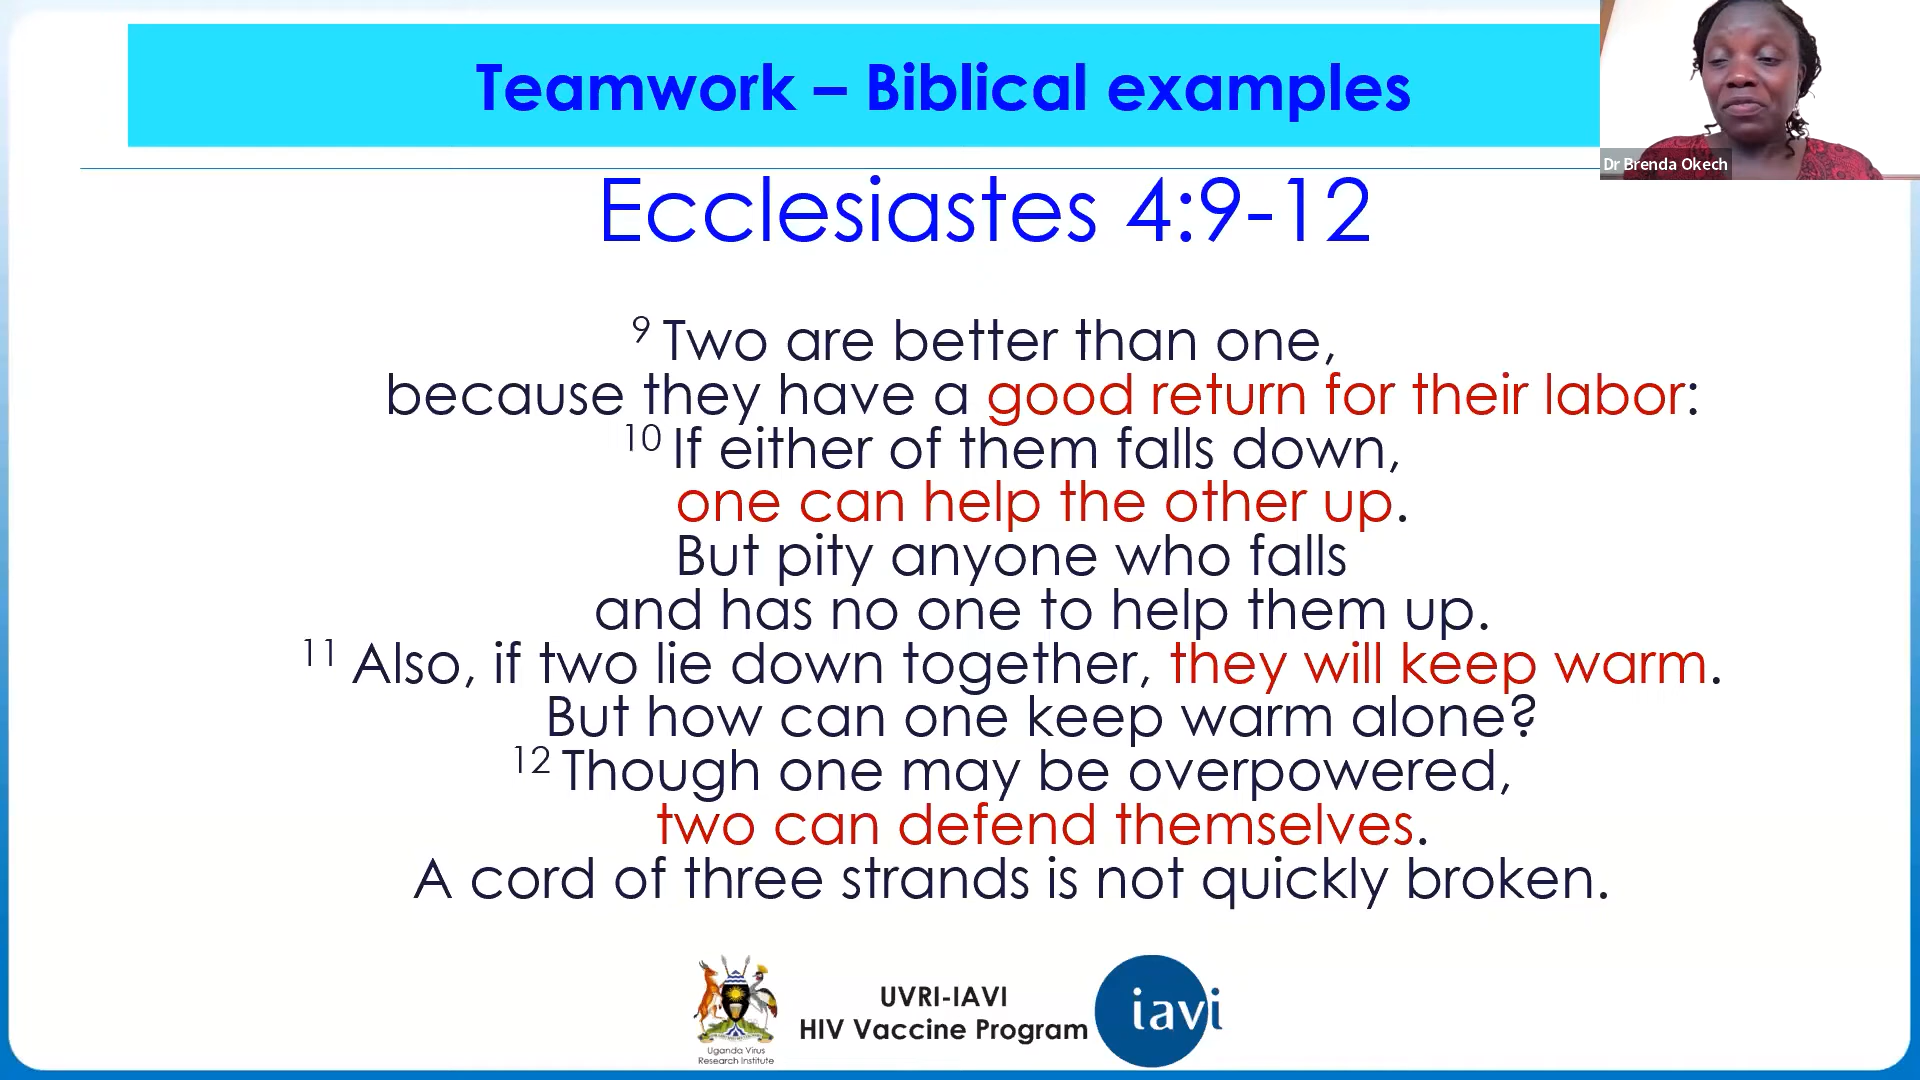 Teamwork – Biblical examples
Dr Brenda Okech
Ecclesiastes 4:9-12
9 Two are better than one,
because they have a good return for their labor:
10 If either of them falls down,
one can help the other up.
But pity anyone who falls
and has no one to help them up.
11 Also, if two lie down together, they will keep warm.
But how can one keep warm alone?
12 Though one may be overpowered,
two can defend themselves.
A cord of three strands is not quickly broken.
Uganda Virus
Research Institute
UVRI-IAVI
HIV Vaccine Program
iavi